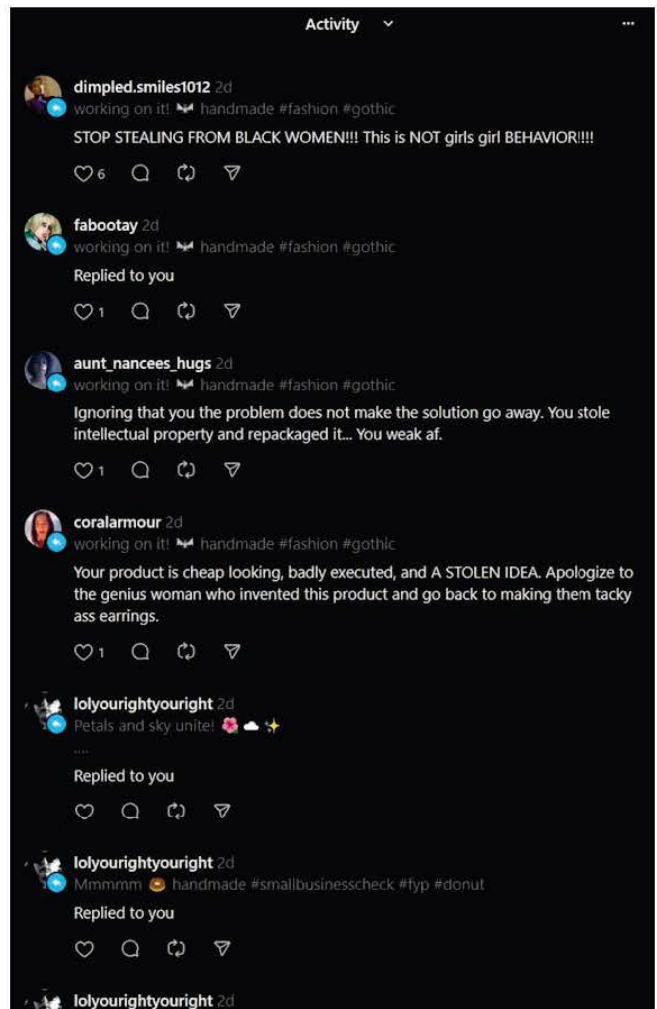 Activity
dimpled.smiles1012 2d
working on it! 🦇 handmade #fashion #gothic
STOP STEALING FROM BLACK WOMEN!!! This is NOT girls girl BEHAVIOR!!!!
6
fabootay 2d
working on it! 🦇 handmade #fashion #gothic
Replied to you
1
aunt_nancees_hugs 2d
working on it! 🦇 handmade #fashion #gothic
Ignoring that you the problem does not make the solution go away. You stole
intellectual property and repackaged it... You weak af.
1
coralarmour 2d
working on it! 🦇 handmade #fashion #gothic
Your product is cheap looking, badly executed, and A STOLEN IDEA. Apologize to
the genius woman who invented this product and go back to making them tacky
ass earrings.
1
lolyourightyouright 2d
Petals and sky unite! 🌺 ☁️ ✨
....
Replied to you
lolyourightyouright 2d
Mmmmm 🍩 handmade #smallbusinesscheck #fyp #donut
Replied to you
lolyourightyouright 2d